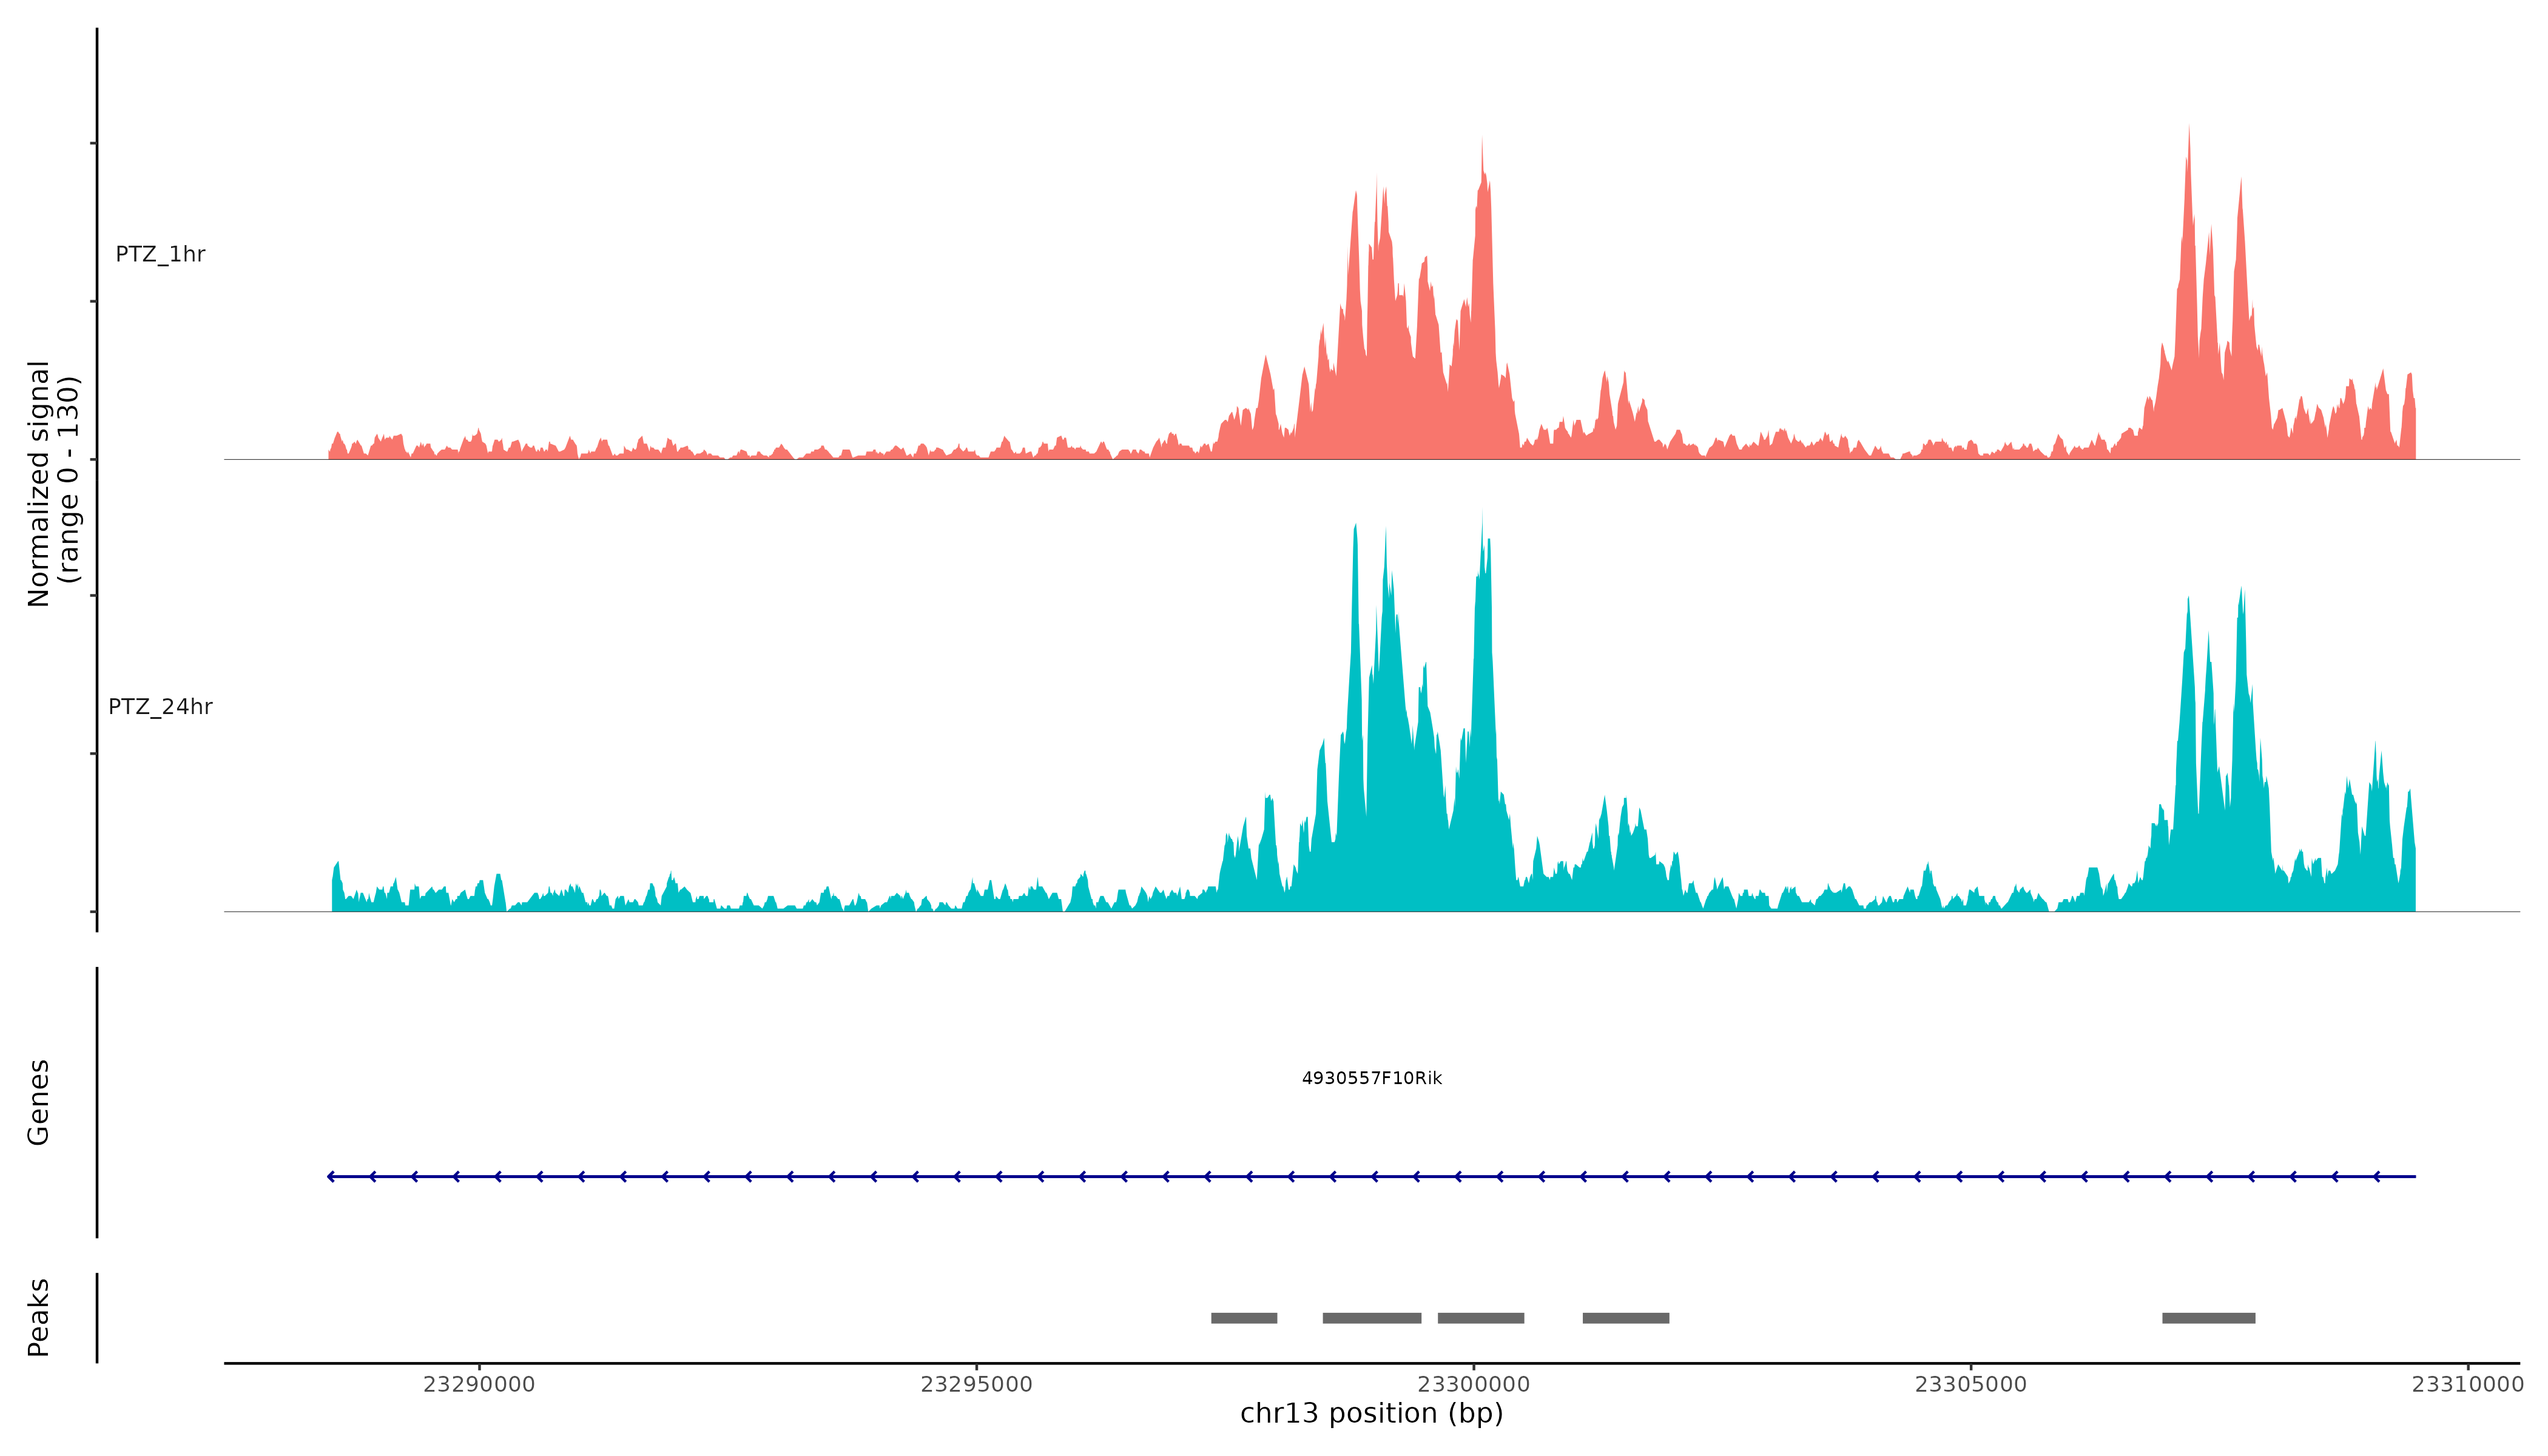 Normalized signal
(range 0 - 130)
PTZ_1hr
PTZ_24hr
Genes
4930557F10Rik
Peaks
23290000
23295000
23300000
23305000
23310000
chr13 position (bp)